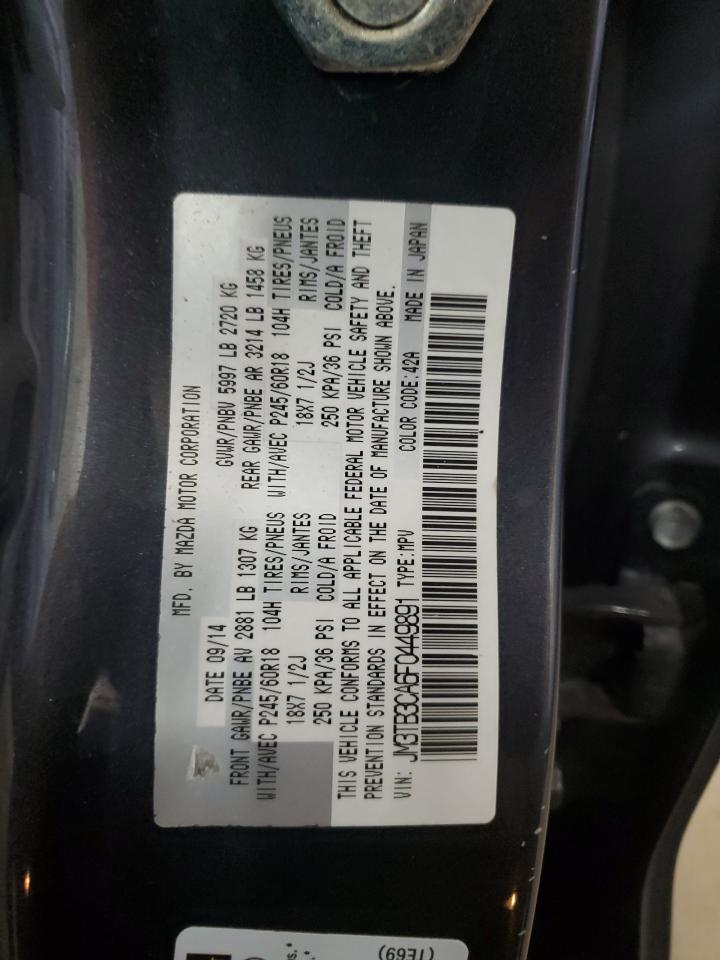 MFD. BY MAZDA MOTOR CORPORATION
DATE 09/14 GVWR/PNBV 5997 LB 2720 KG
FRONT GAWR/PNBE AV 2881 LB 1307 KG REAR GAWR/PNBE AR 3214 LB 1458 KG
WITH/AVEC P245/60R18 104H TIRES/PNEUS WITH/AVEC P245/60R18 104H TIRES/PNEUS
18X7 1/2J RIMS/JANTES 18X7 1/2J RIMS/JANTES
250 KPA/36 PSI COLD/A FROID 250 KPA/36 PSI COLD/A FROID
THIS VEHICLE CONFORMS TO ALL APPLICABLE FEDERAL MOTOR VEHICLE SAFETY AND THEFT
PREVENTION STANDARDS IN EFFECT ON THE DATE OF MANUFACTURE SHOWN ABOVE.
VIN: JM3TB3CA6F0449891 TYPE:MPV COLOR CODE:42A MADE IN JAPAN
(1E69)